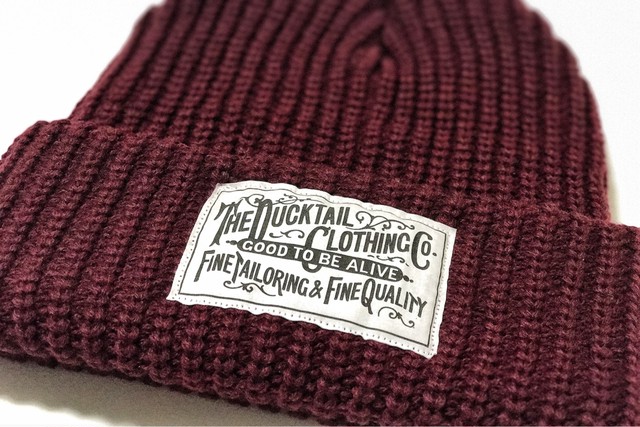 The Ducktail
Clothing Co.
GOOD TO BE ALIVE
Fine Tailoring & Fine Quality